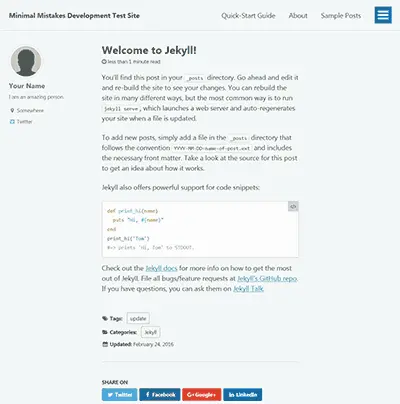 Minimal Mistakes Development Test Site
Quick-Start Guide About Sample Posts
Your Name
I am an amazing person.
Somewhere
Twitter
Welcome to Jekyll!
less than 1 minute read
You'll find this post in your _posts directory. Go ahead and edit it
and re-build the site to see your changes. You can rebuild the
site in many different ways, but the most common way is to run
jekyll serve, which launches a web server and auto-regenerates
your site when a file is updated.
To add new posts, simply add a file in the _posts directory that
follows the convention YYYY-MM-DD-name-of-post.ext and includes
the necessary front matter. Take a look at the source for this post
to get an idea about how it works.
Jekyll also offers powerful support for code snippets:
</>
def print_hi(name)
puts "Hi, #{name}"
end
print_hi('Tom')
#=> prints 'Hi, Tom' to STDOUT.
Check out the Jekyll docs for more info on how to get the most
out of Jekyll. File all bugs/feature requests at Jekyll's GitHub repo.
If you have questions, you can ask them on Jekyll Talk.
Tags: update
Categories: Jekyll
Updated: February 24, 2016
SHARE ON
Twitter Facebook Google+ LinkedIn